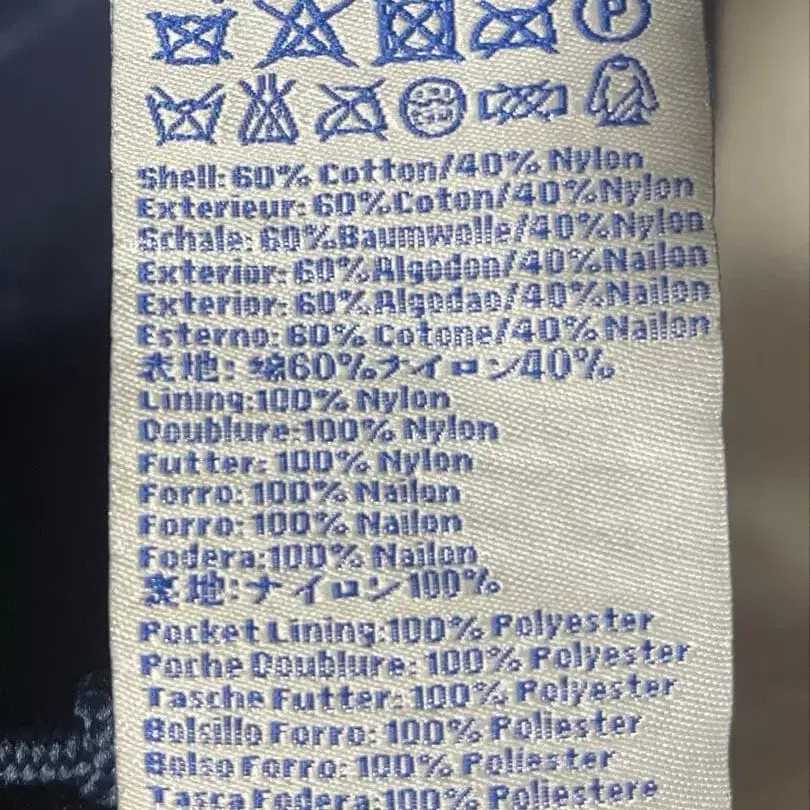 P
Shell: 60% Cotton/40% Nylon
Exterieur: 60%Coton/40%Nylon
Schale: 60%Baumwolle/40%Nylon
Exterior: 60%Algodon/40%Nailon
Exterior: 60%Algodao/40%Nailon
Esterno: 60% Cotone/40% Nailon
表地: 綿60%ナイロン40%
Lining:100% Nylon
Doublure:100% Nylon
Futter: 100% Nylon
Forro: 100% Nailon
Forro: 100% Nailon
Fodera:100% Nailon
裏地:ナイロン100%
Pocket Lining:100% Polyester
Poche Doublure: 100% Polyester
Tasche Futter: 100% Polyester
Bolsillo Forro: 100% Poliester
Bolso Forro: 100% Poliester
Tasca Fodera:100% Poliestere